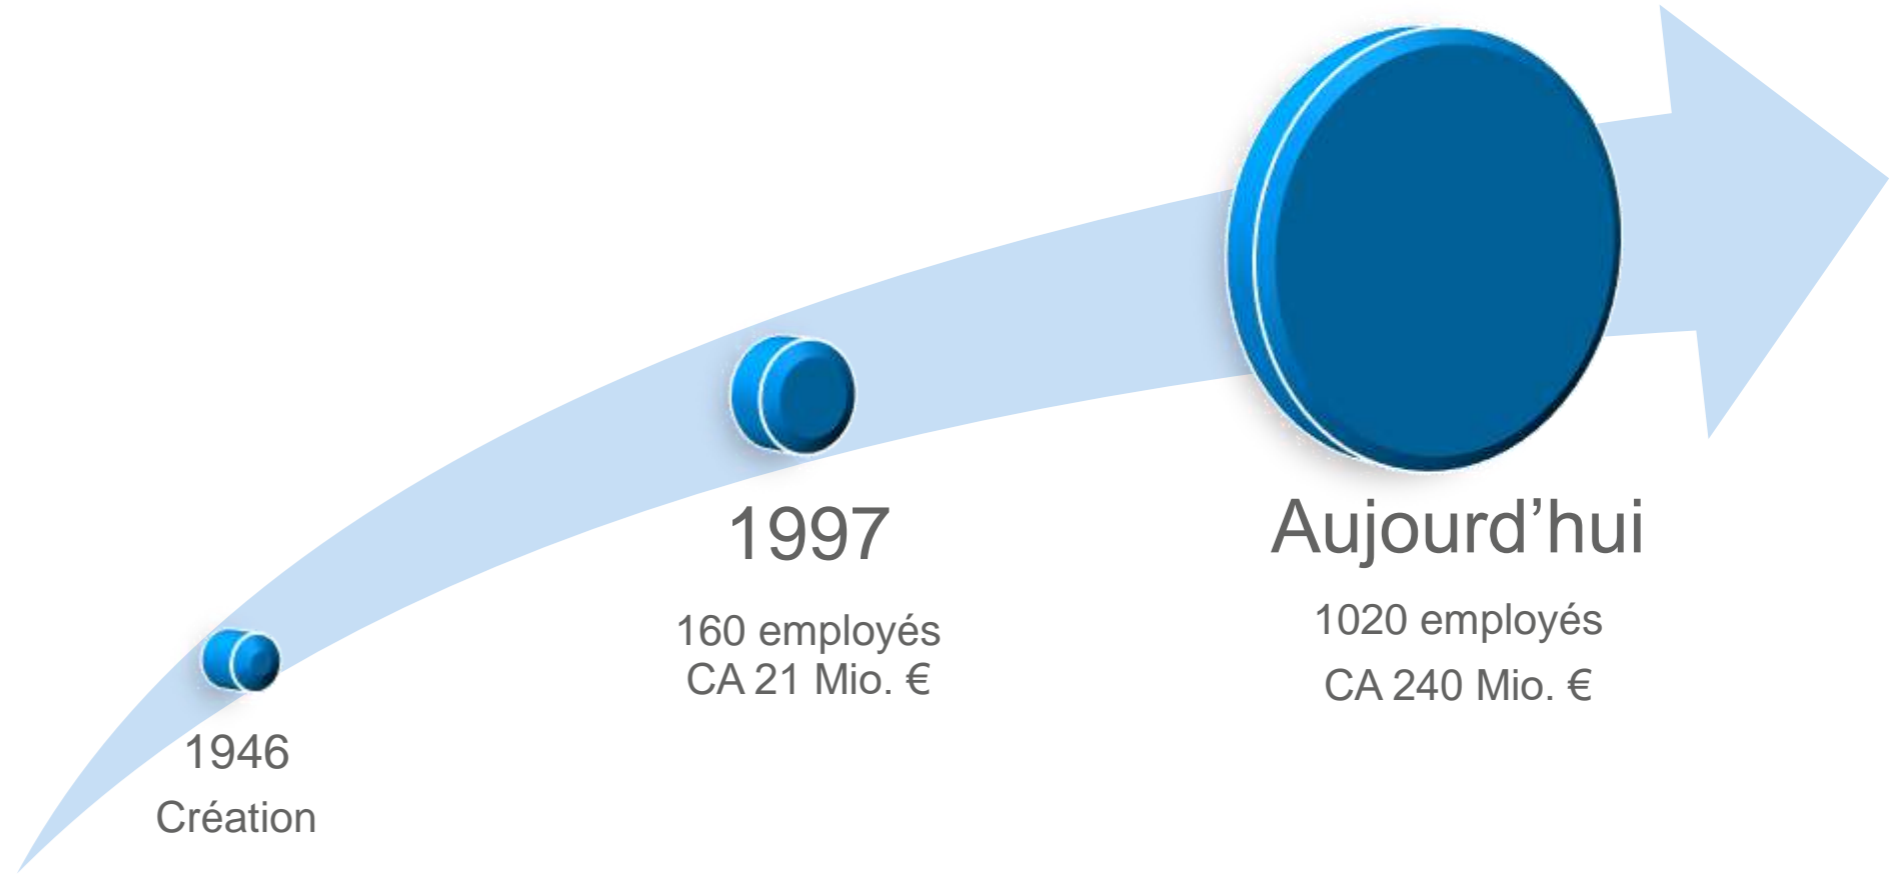 1946
Création
1997
160 employés
CA 21 Mio. €
Aujourd’hui
1020 employés
CA 240 Mio. €